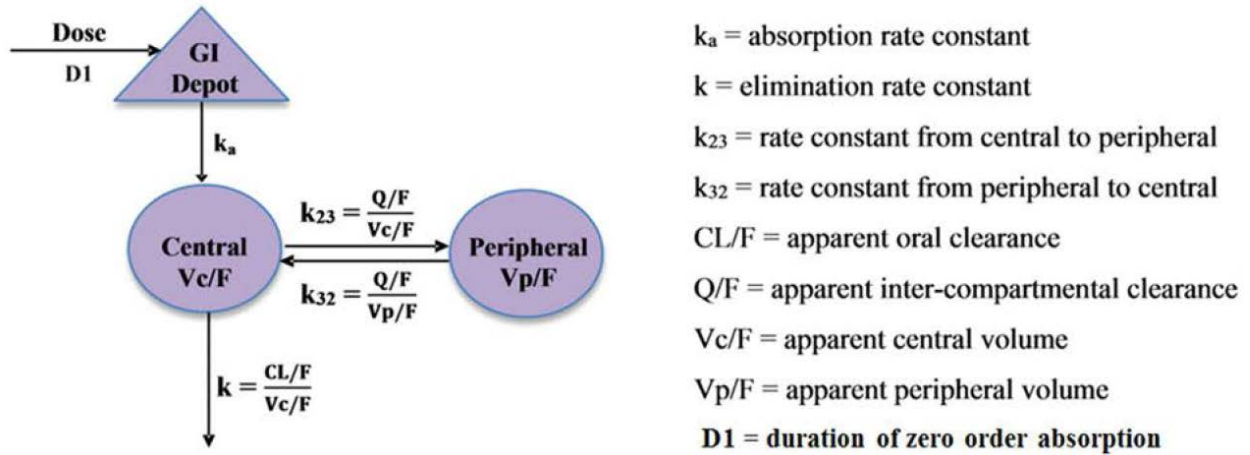 Dose
D1
GI
Depot
kₐ
Central
Vc/F
k₂₃ = Q/F
Vc/F
k₃₂ = Q/F
Vp/F
Peripheral
Vp/F
k = CL/F
Vc/F
kₐ = absorption rate constant
k = elimination rate constant
k₂₃ = rate constant from central to peripheral
k₃₂ = rate constant from peripheral to central
CL/F = apparent oral clearance
Q/F = apparent inter-compartmental clearance
Vc/F = apparent central volume
Vp/F = apparent peripheral volume
D1 = duration of zero order absorption